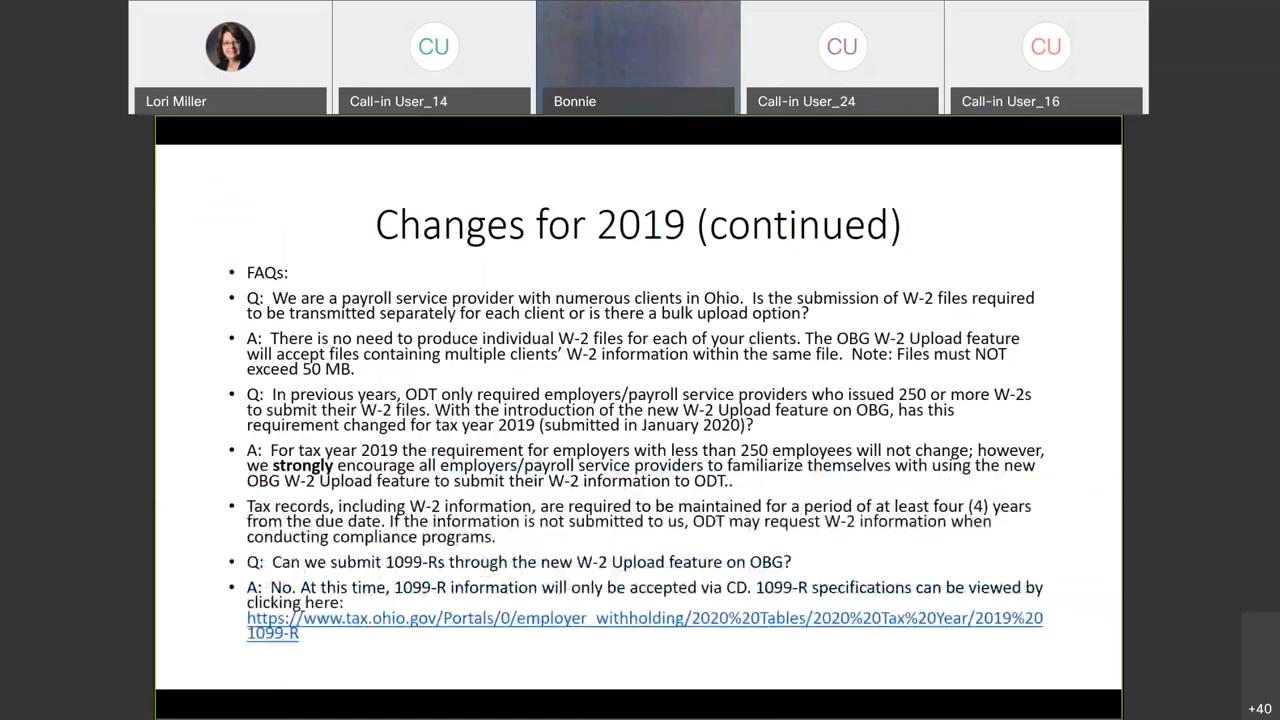 CU
CU
CU
Lori Miller
Call-in User_14
Bonnie
Call-in User_24
Call-in User_16
Changes for 2019 (continued)
• FAQs:
• Q: We are a payroll service provider with numerous clients in Ohio. Is the submission of W-2 files required
to be transmitted separately for each client or is there a bulk upload option?
• A: There is no need to produce individual W-2 files for each of your clients. The OBG W-2 Upload feature
will accept files containing multiple clients’ W-2 information within the same file. Note: Files must NOT
exceed 50 MB.
• Q: In previous years, ODT only required employers/payroll service providers who issued 250 or more W-2s
to submit their W-2 files. With the introduction of the new W-2 Upload feature on OBG, has this
requirement changed for tax year 2019 (submitted in January 2020)?
• A: For tax year 2019 the requirement for employers with less than 250 employees will not change; however,
we strongly encourage all employers/payroll service providers to familiarize themselves with using the new
OBG W-2 Upload feature to submit their W-2 information to ODT..
• Tax records, including W-2 information, are required to be maintained for a period of at least four (4) years
from the due date. If the information is not submitted to us, ODT may request W-2 information when
conducting compliance programs.
• Q: Can we submit 1099-Rs through the new W-2 Upload feature on OBG?
• A: No. At this time, 1099-R information will only be accepted via CD. 1099-R specifications can be viewed by
clicking here:
https://www.tax.ohio.gov/Portals/0/employer_withholding/2020%20Tables/2020%20Tax%20Year/2019%20
1099-R
+40